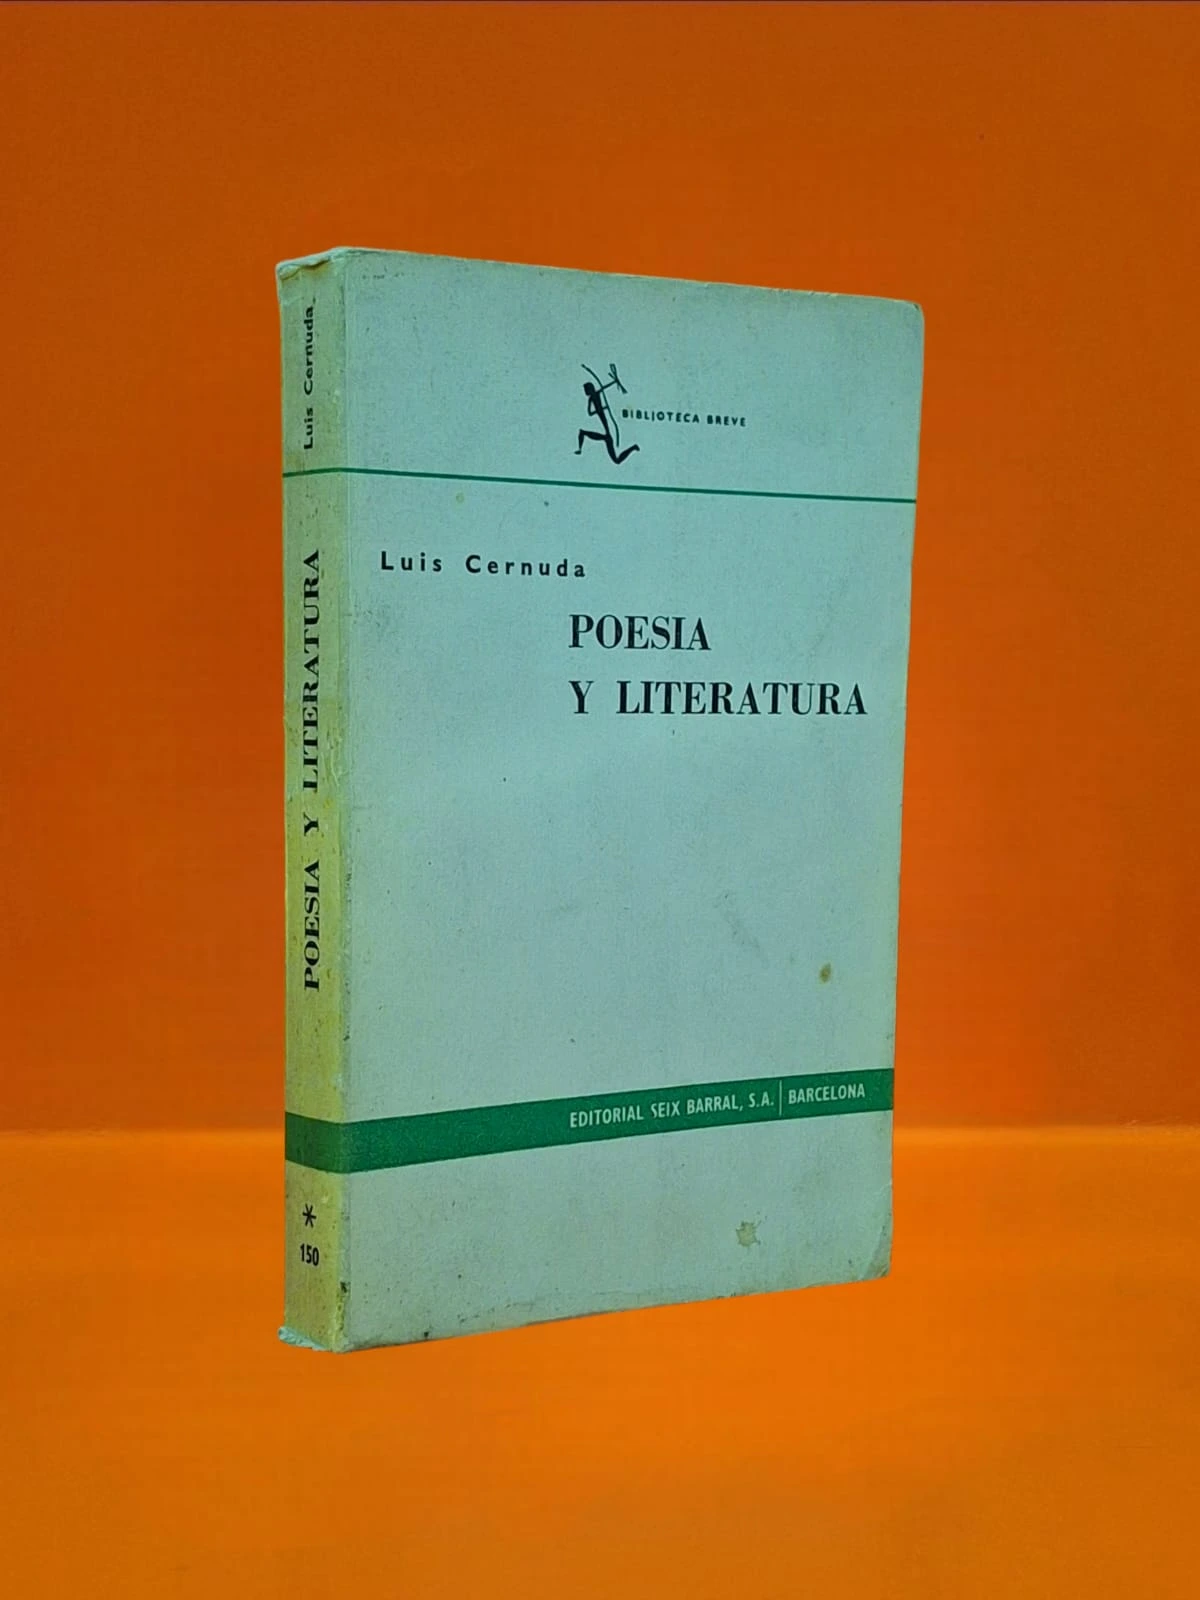 BIBLIOTECA BREVE
Luis Cernuda
POESIA
Y LITERATURA
EDITORIAL SEIX BARRAL, S.A. | BARCELONA
Luis Cernuda
POESIA Y LITERATURA
*
150